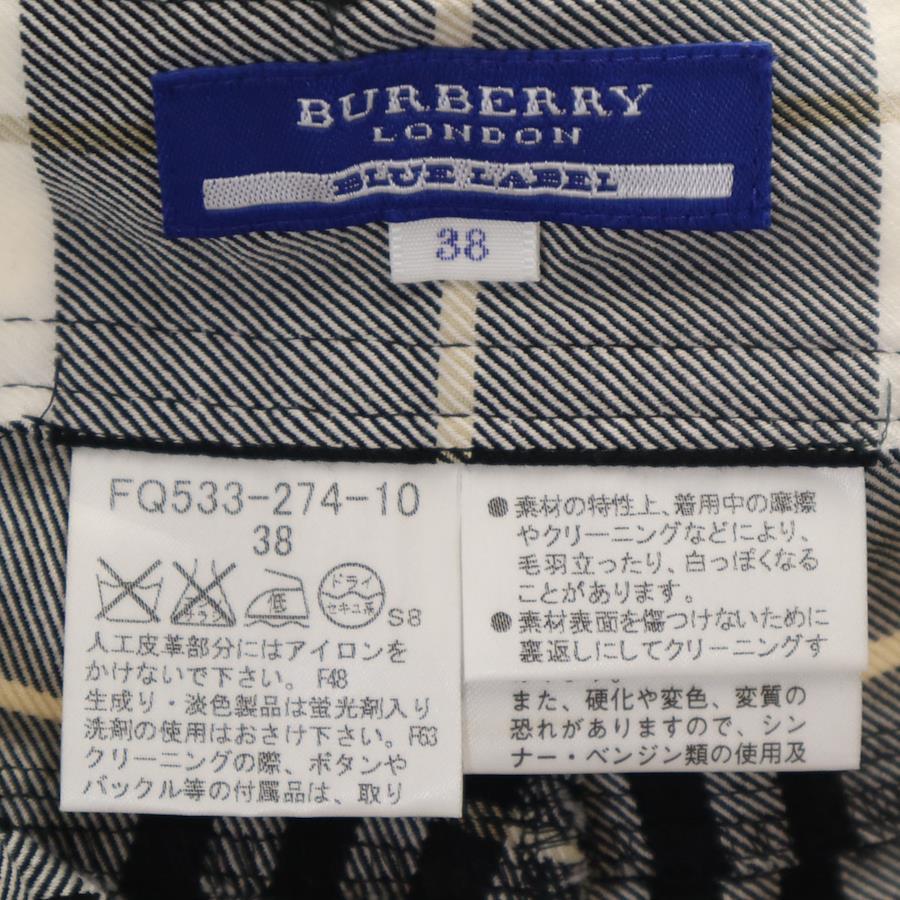 BURBERRY
LONDON
BLUE LABEL
38
FQ533-274-10
38
エンソ
サラシ
低
ドライ
セキユ系
S8
人工皮革部分にはアイロンを
かけないで下さい。 F48
生成り・淡色製品は蛍光剤入り
洗剤の使用はおさけ下さい。F63
クリーニングの際、ボタンや
バックル等の付属品は、取り
●素材の特性上、着用中の摩擦
やクリーニングなどにより、
毛羽立ったり、白っぽくなる
ことがあります。
●素材表面を傷つけないために
裏返しにしてクリーニングす
また、硬化や変色、変質の
恐れがありますので、シン
ナー・ベンジン類の使用及